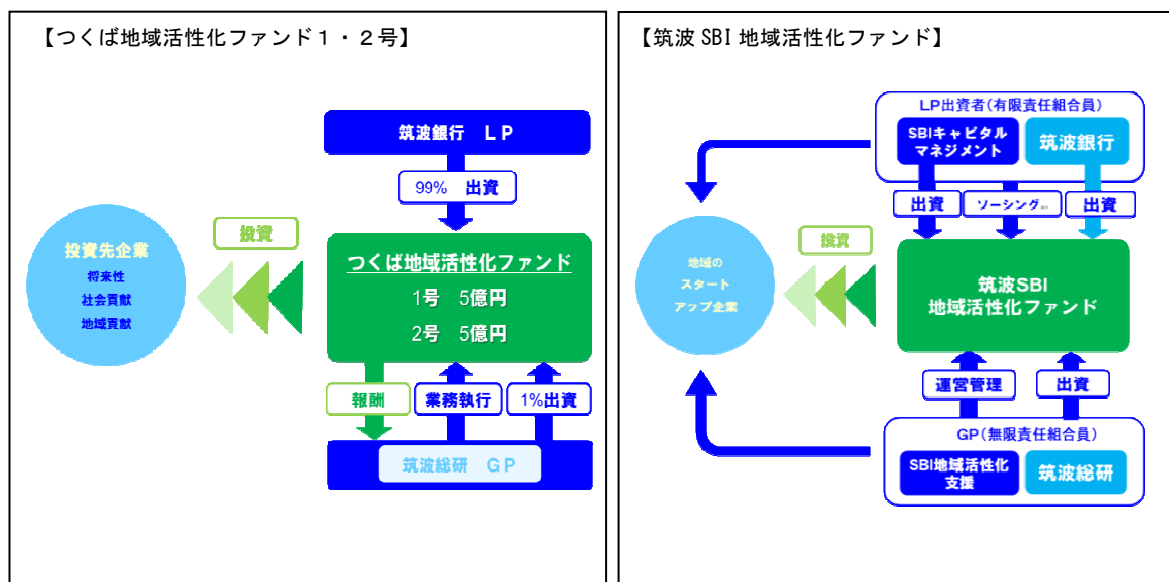 【つくば地域活性化ファンド1・2号】
筑波銀行 LP
99% 出資
投資
投資先企業
将来性
社会貢献
地域貢献
つくば地域活性化ファンド
1号 5億円
2号 5億円
報酬
業務執行
1%出資
筑波総研 GP
【筑波 SBI 地域活性化ファンド】
LP出資者(有限責任組合員)
SBIキャピタル
マネジメント
筑波銀行
出資
ソーシング
出資
投資
地域の
スタート
アップ企業
筑波SBI
地域活性化ファンド
運営管理
出資
GP(無限責任組合員)
SBI地域活性化
支援
筑波総研